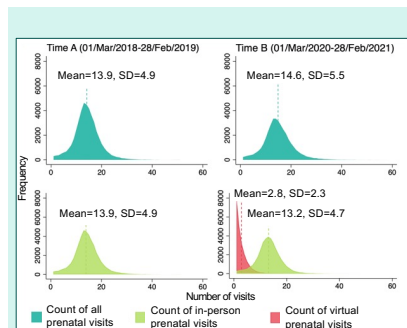 Time A (01/Mar/2018-28/Feb/2019)
Time B (01/Mar/2020-28/Feb/2021)
Mean=13.9, SD=4.9
Mean=14.6, SD=5.5
8000
6000
4000
2000
0
0 20 40 60
8000
6000
4000
2000
0
0 20 40 60
Frequency
Mean=13.9, SD=4.9
Mean=2.8, SD=2.3
Mean=13.2, SD=4.7
8000
6000
4000
2000
0
0 20 40 60
8000
6000
4000
2000
0
0 20 40 60
Number of visits
Count of all
prenatal visits
Count of in-person
prenatal visits
Count of virtual
prenatal visits